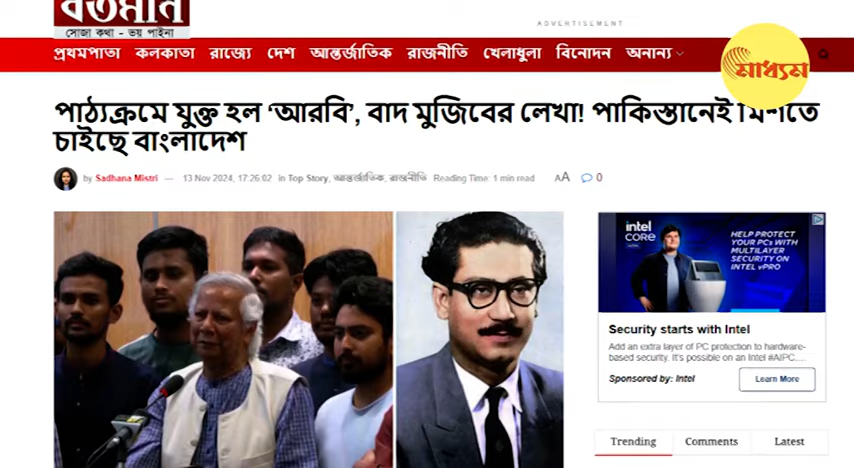 বর্তমান
সোজা কথা - ভয় পাইনা
ADVERTISEMENT
প্রথমপাতা কলকাতা রাজ্যে দেশ আন্তর্জাতিক রাজনীতি খেলাধুলা বিনোদন অনান্য
মাধ্যম
পাঠ্যক্রমে যুক্ত হল ‘আরবি’, বাদ মুজিবের লেখা! পাকিস্তানেই মিশতে
চাইছে বাংলাদেশ
by Sadhana Mistri — 13 Nov 2024, 17:26:02 in Top Story, আন্তর্জাতিক, রাজনীতি Reading Time: 1 min read AA 0
intel
CORE
HELP PROTECT
YOUR PCs WITH
MULTILAYER
SECURITY ON
INTEL vPRO
Security starts with Intel
Add an extra layer of PC protection to hardware-
based security. It's possible on an Intel #AIPC....
Sponsored by: Intel Learn More
Trending Comments Latest